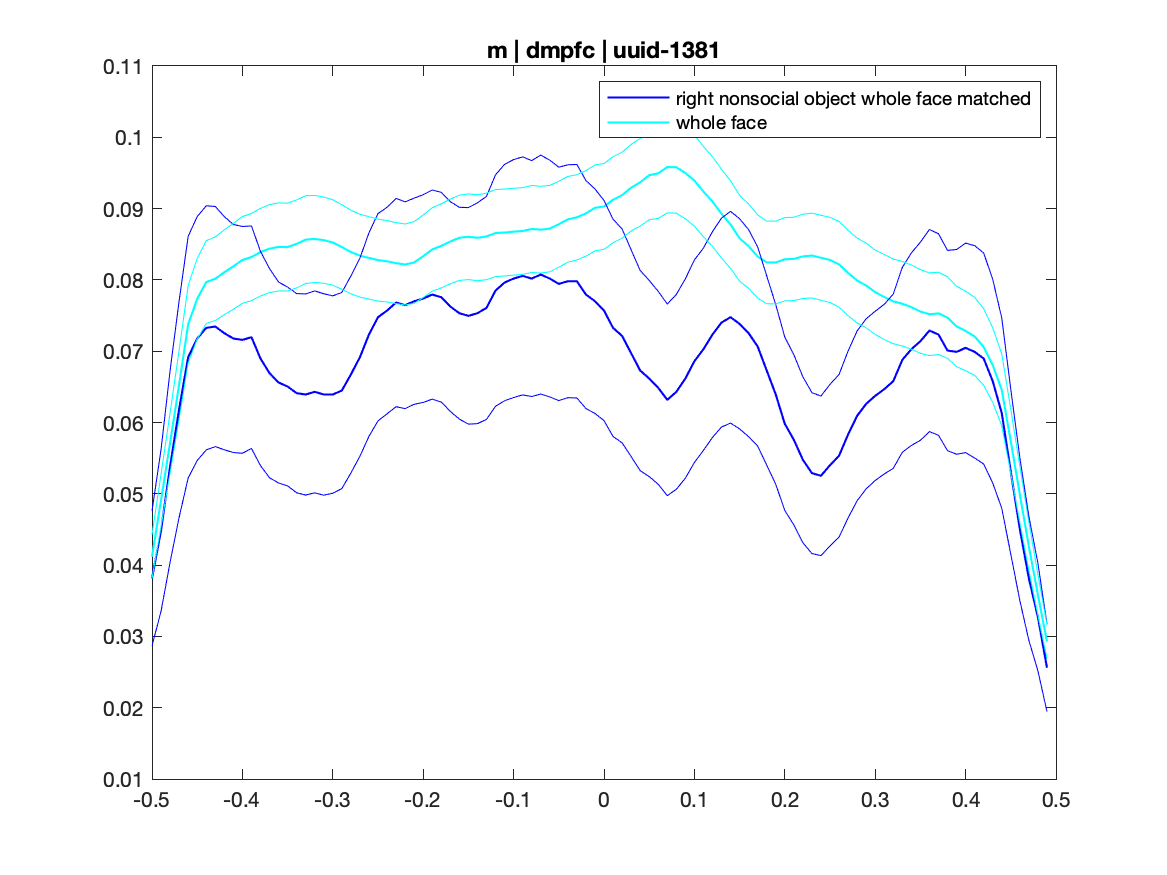 m | dmpfc | uuid-1381
right nonsocial object whole face matched
whole face
0.11
0.1
0.09
0.08
0.07
0.06
0.05
0.04
0.03
0.02
0.01
-0.5 -0.4 -0.3 -0.2 -0.1 0 0.1 0.2 0.3 0.4 0.5